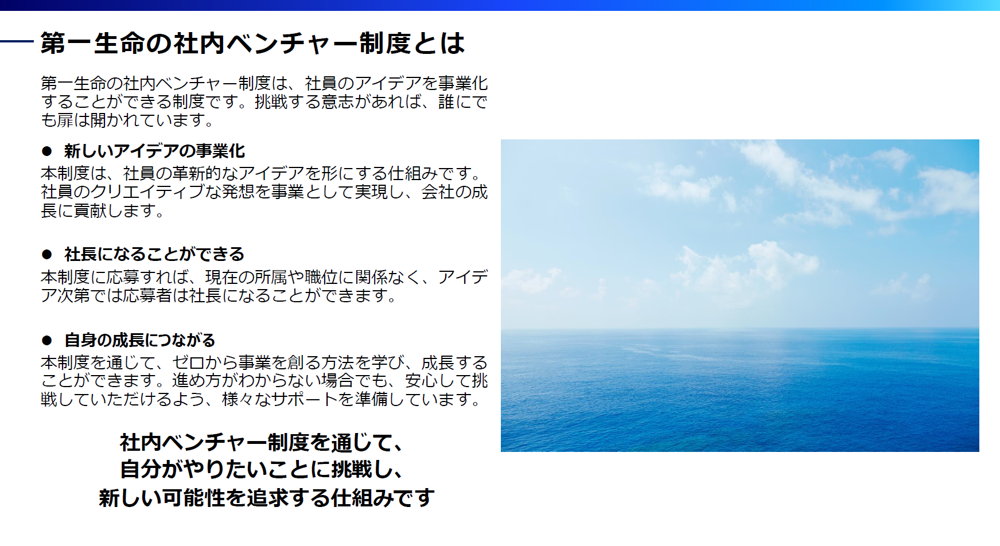 第一生命の社内ベンチャー制度とは
第一生命の社内ベンチャー制度は、社員のアイデアを事業化
することができる制度です。挑戦する意志があれば、誰にで
も扉は開かれています。
● 新しいアイデアの事業化
本制度は、社員の革新的なアイデアを形にする仕組みです。
社員のクリエイティブな発想を事業として実現し、会社の成
長に貢献します。
● 社長になることができる
本制度に応募すれば、現在の所属や職位に関係なく、アイデ
ア次第では応募者は社長になることができます。
● 自身の成長につながる
本制度を通じて、ゼロから事業を創る方法を学び、成長する
ことができます。進め方がわからない場合でも、安心して挑
戦していただけるよう、様々なサポートを準備しています。
社内ベンチャー制度を通じて、
自分がやりたいことに挑戦し、
新しい可能性を追求する仕組みです